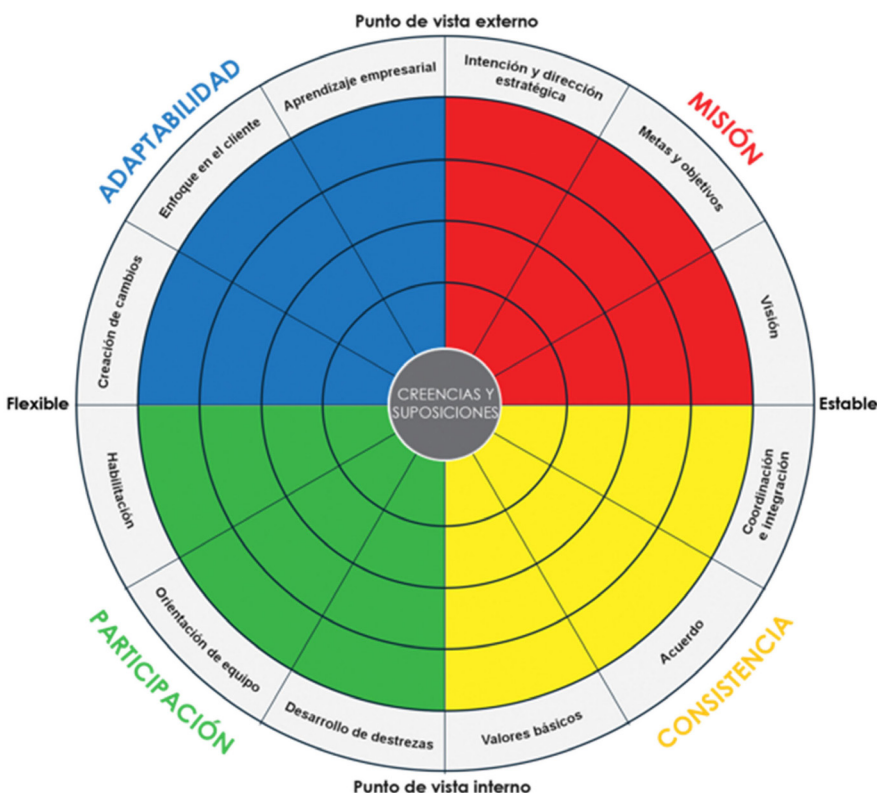 Punto de vista externo
ADAPTABILIDAD
MISIÓN
Aprendizaje empresarial
Intención y dirección
estratégica
Enfoque en el cliente
Metas y objetivos
Creación de cambios
Visión
Flexible
CREENCIAS Y
SUPOSICIONES
Estable
Habilitación
Coordinación
e integración
Orientación de equipo
Acuerdo
Desarrollo de destrezas
Valores básicos
PARTICIPACIÓN
CONSISTENCIA
Punto de vista interno